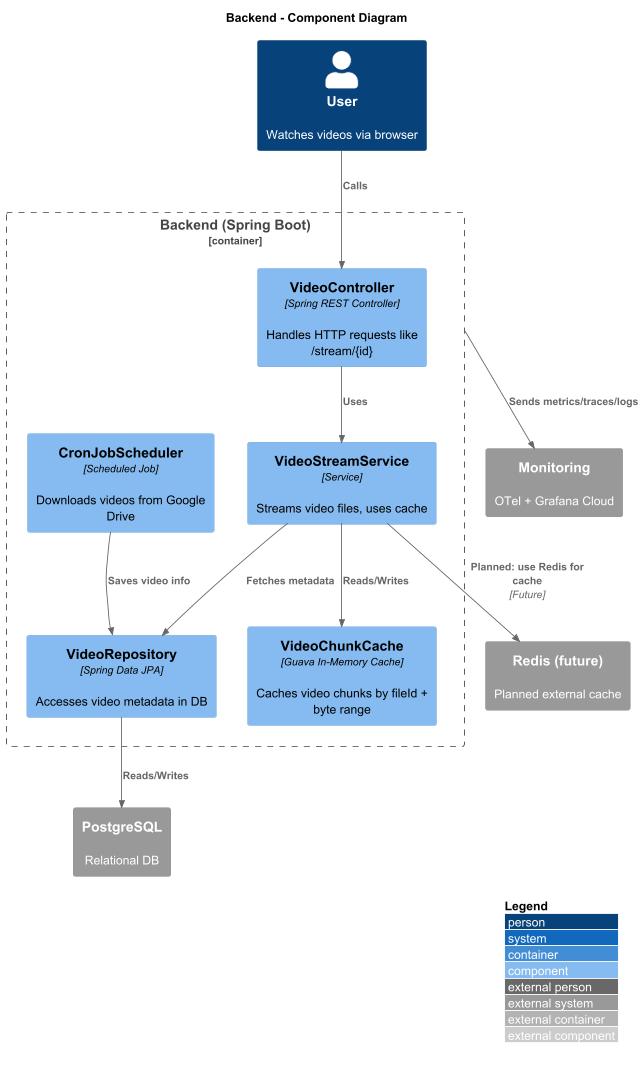 Backend - Component Diagram
User
Watches videos via browser
Calls
Backend (Spring Boot)
[container]
VideoController
[Spring REST Controller]
Handles HTTP requests like
/stream/{id}
Uses
Sends metrics/traces/logs
CronJobScheduler
[Scheduled Job]
Downloads videos from Google
Drive
VideoStreamService
[Service]
Streams video files, uses cache
Monitoring
OTel + Grafana Cloud
Saves video info
Fetches metadata
Reads/Writes
Planned: use Redis for
cache
[Future]
VideoRepository
[Spring Data JPA]
Accesses video metadata in DB
VideoChunkCache
[Guava In-Memory Cache]
Caches video chunks by fileId +
byte range
Redis (future)
Planned external cache
Reads/Writes
PostgreSQL
Relational DB
Legend
person
system
container
component
external person
external system
external container
external component